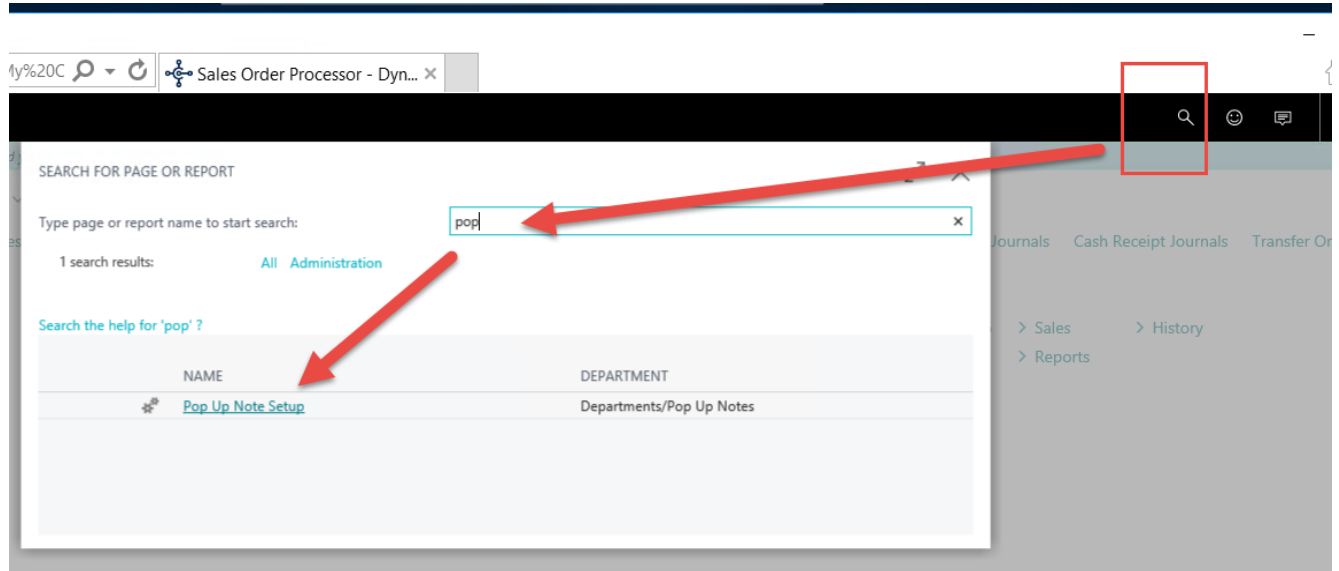 My%20C
Sales Order Processor - Dyn...
SEARCH FOR PAGE OR REPORT
Type page or report name to start search:
pop
1 search results:
All Administration
Journals Cash Receipt Journals Transfer Or
Search the help for 'pop' ?
> Sales > History
> Reports
NAME DEPARTMENT
Pop Up Note Setup Departments/Pop Up Notes